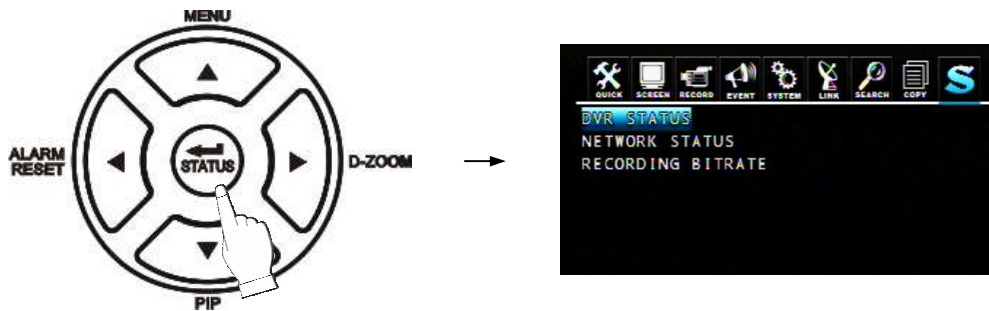 MENU
ALARM
RESET
STATUS
D-ZOOM
PIP
QUICK SCREEN RECORD EVENT SYSTEM LINK SEARCH COPY S
DVR STATUS
NETWORK STATUS
RECORDING BITRATE